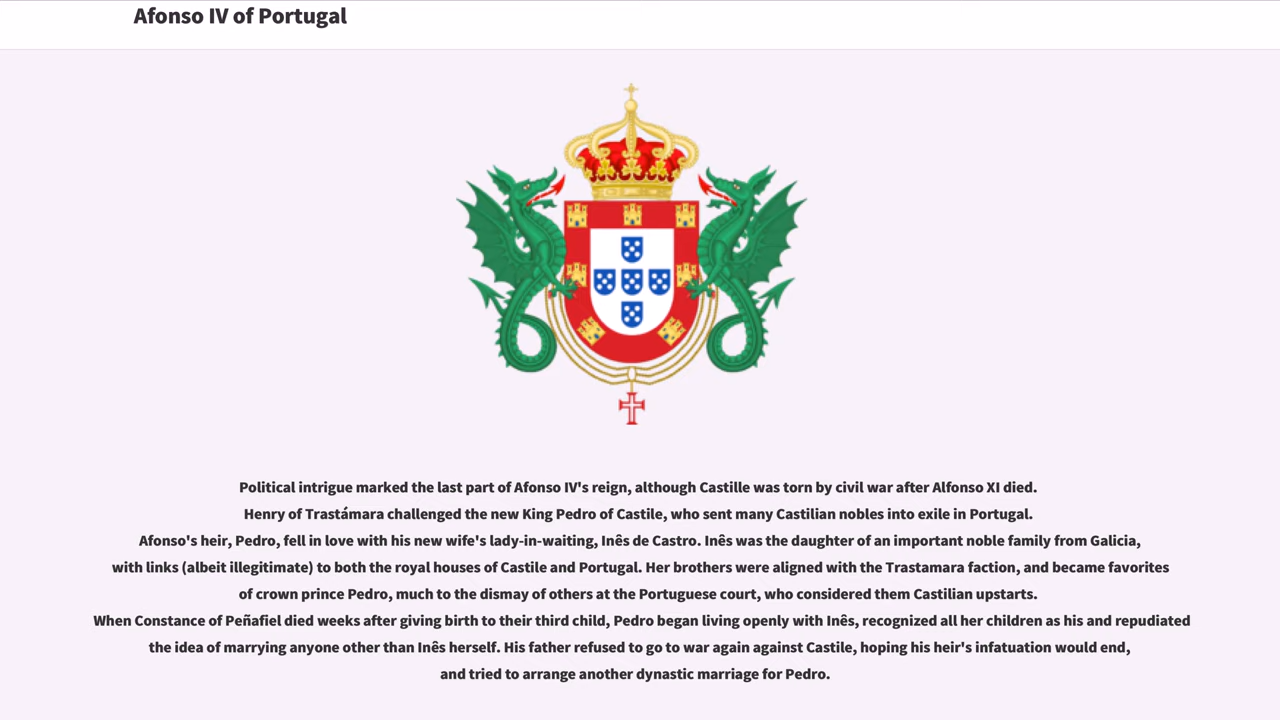 Afonso IV of Portugal
Political intrigue marked the last part of Afonso IV's reign, although Castille was torn by civil war after Alfonso XI died.
Henry of Trastámara challenged the new King Pedro of Castile, who sent many Castilian nobles into exile in Portugal.
Afonso's heir, Pedro, fell in love with his new wife's lady-in-waiting, Inês de Castro. Inês was the daughter of an important noble family from Galicia,
with links (albeit illegitimate) to both the royal houses of Castile and Portugal. Her brothers were aligned with the Trastamara faction, and became favorites
of crown prince Pedro, much to the dismay of others at the Portuguese court, who considered them Castilian upstarts.
When Constance of Peñafiel died weeks after giving birth to their third child, Pedro began living openly with Inês, recognized all her children as his and repudiated
the idea of marrying anyone other than Inês herself. His father refused to go to war again against Castile, hoping his heir's infatuation would end,
and tried to arrange another dynastic marriage for Pedro.